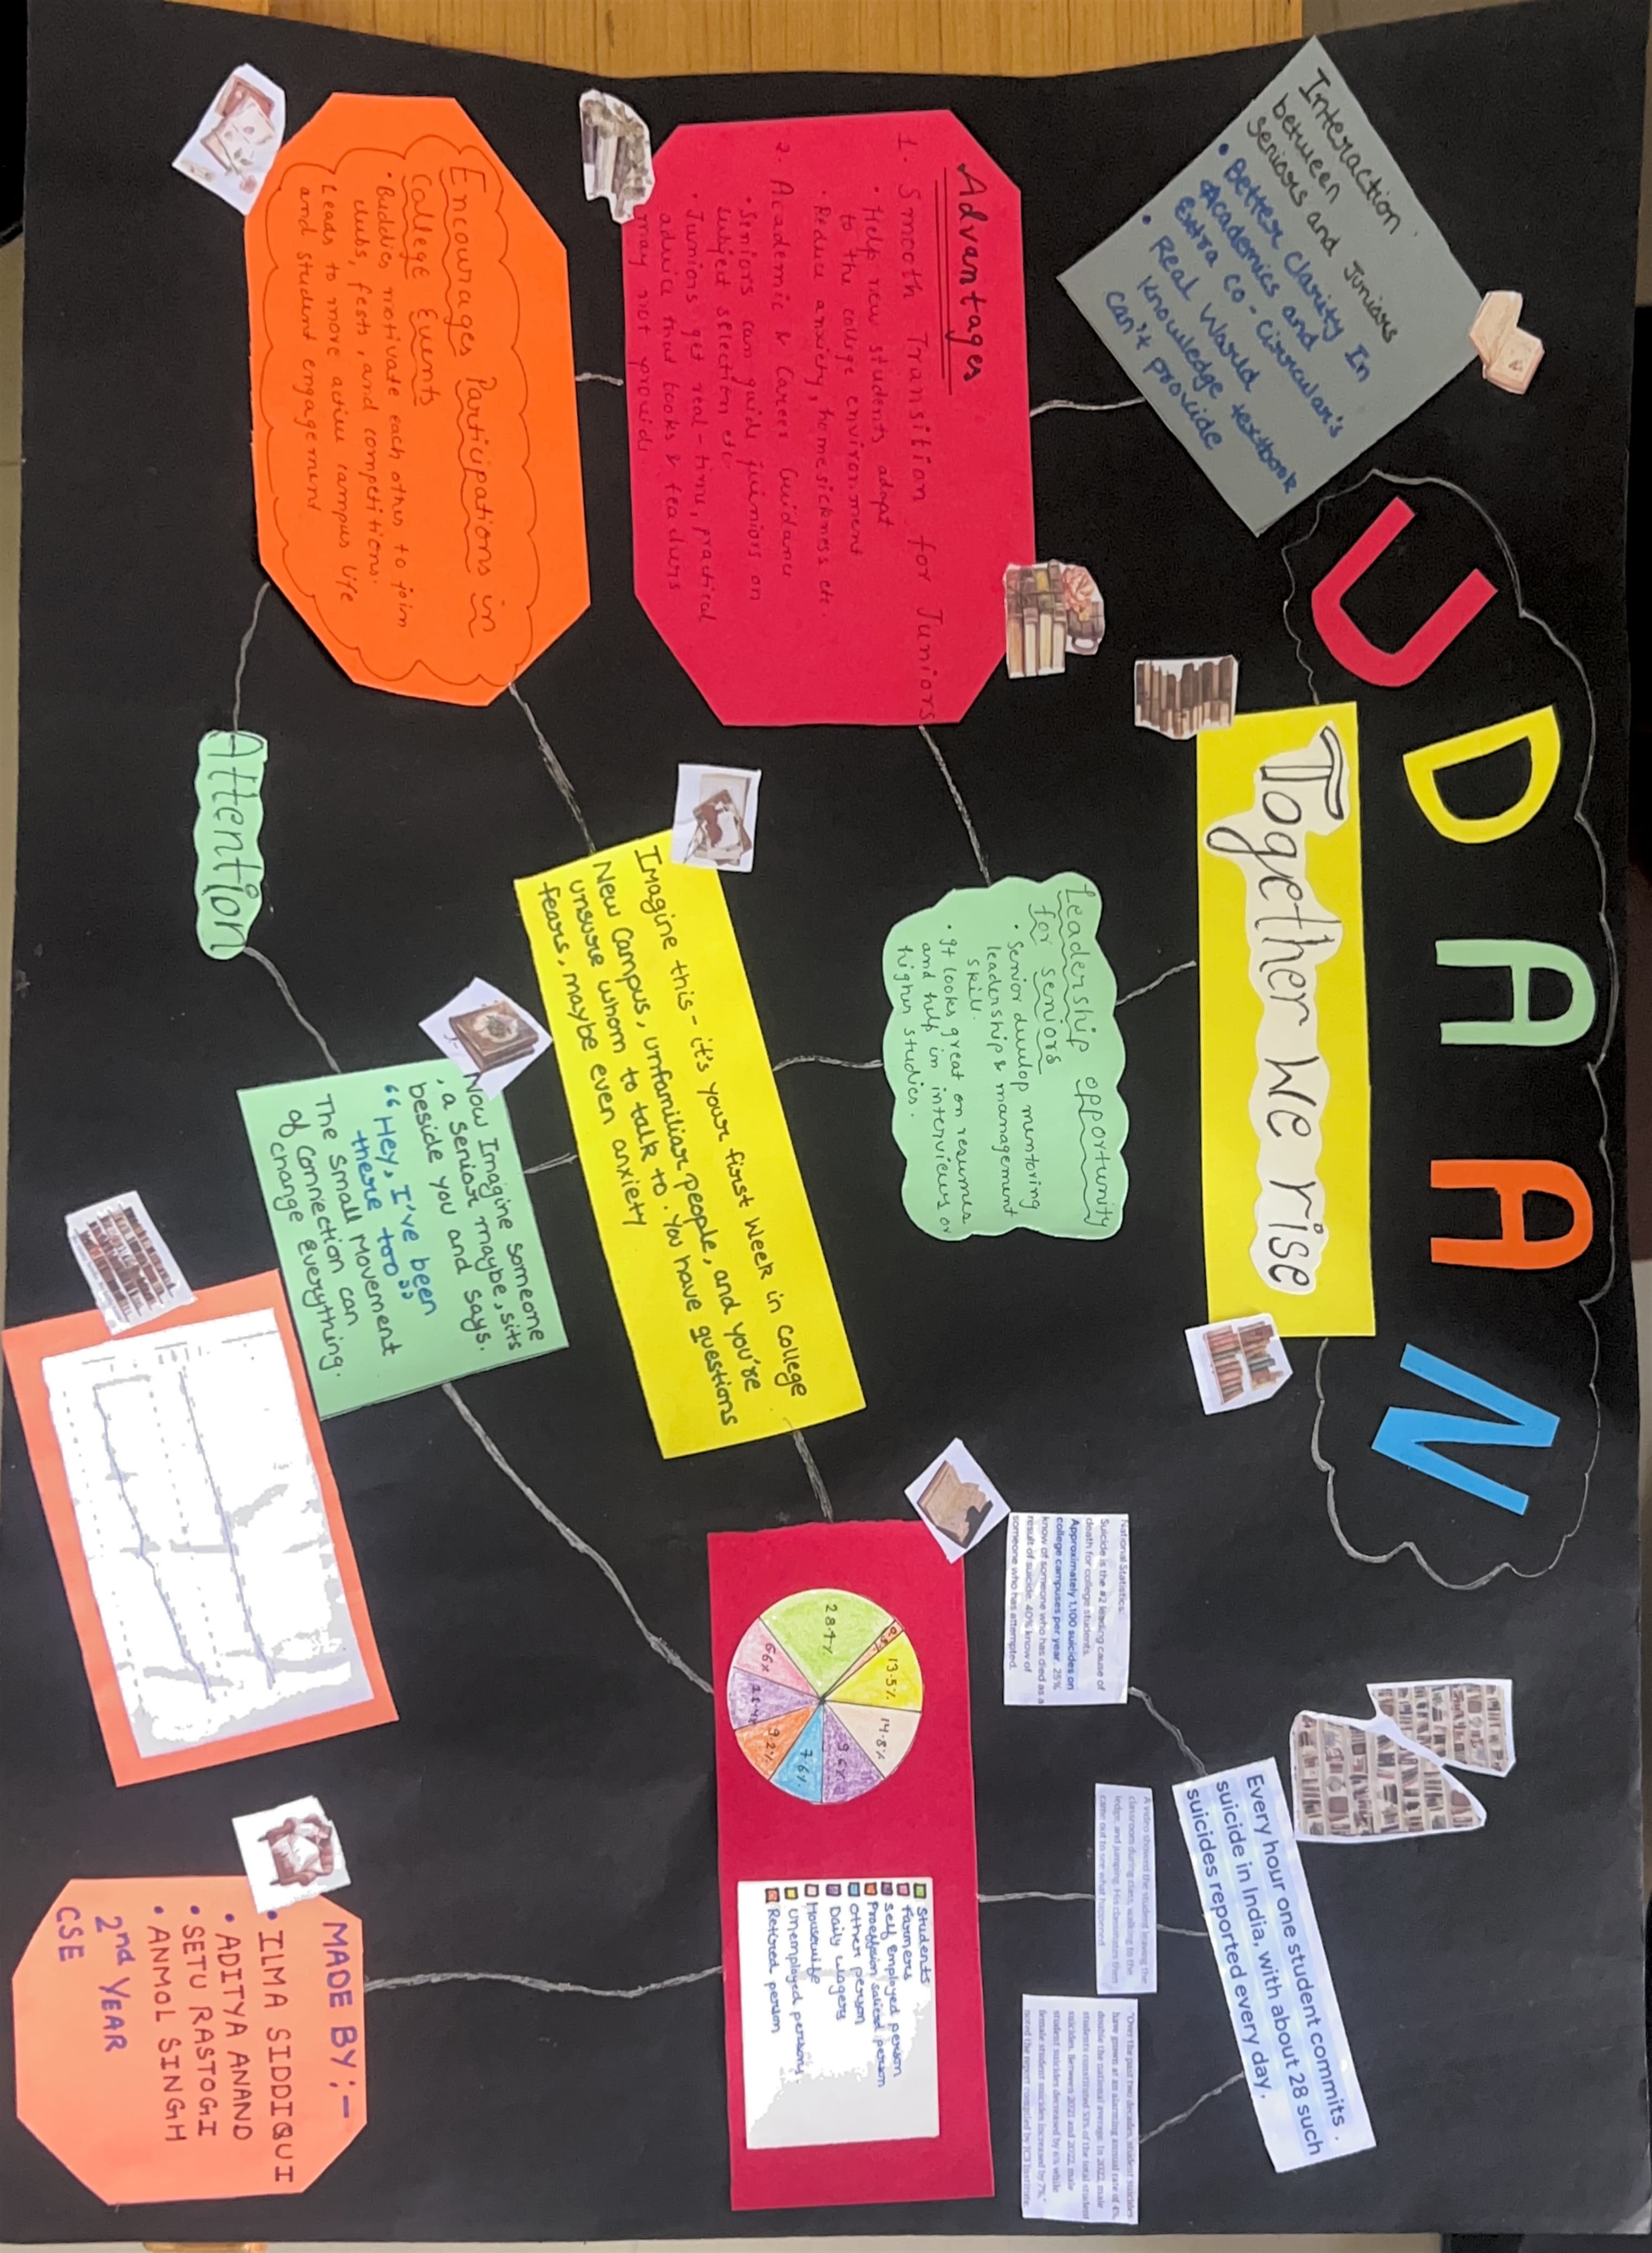 UDAAN
Together We rise
Interaction
between
Seniors and Juniors
• Better Clarity In
Academics and
Extra Co-Cirrcular's
• Real World
Knowledge textbook
can't provide
Advantages
1. Smooth Transition for Juniors
• Help new students adapt
to the college environment
• Reduce anxiety, homesickness etc.
2. Academic & Career Guidance
• Seniors can guide juniors on
subject selection etc
• Juniors get real-time, practical
advice that books & teachers
may not provide
Encourages Participations in
College Events
• Buddies motivate each other to join
clubs, fests, and competitions.
Leads to more active campus life
and student engagement
Leadership opportunity
for seniors
• Senior develop mentoring
leadership & management
skill.
• It looks great on resumes
and help in interviews or
higher studies.
Imagine this - it's your first Week in College
New Campus, unfamiliar people, and you're
unsure whom to talk to. You have questions
fears, maybe even anxiety
Attention
Now Imagine someone
, a senior maybe, sits
beside you and says.
"Hey, I've been
there too"
The small Movement
of Connection can
change everything.
National Statistics:
Suicide is the #2 leading cause of
death for college students.
Approximately 1,100 suicides on
college campuses per year. 25%
know of someone who has died as a
result of suicide. 40% know of
someone who has attempted.
Every hour one student commits
suicide in India, with about 28 such
suicides reported every day.
A video showed the student leaving the
classroom during class, walking to the
ledge, and jumping. His classmates then
came out to see what happened
"Over the past two decades, student suicides
have grown at an alarming annual rate of 4%,
double the national average. In 2022, male
students constituted 53% of the total student
suicides. Between 2021 and 2022, male
student suicides decreased by 6% while
female student suicides increased by 7%,"
noted the report compiled by IC3 Institute
13.5%
14.8%
9.6%
7.6%
9.2%
6.6%
Students
Farmers
Self employed person
Other person
Daily wagers
Housewife
Unemployed persons
Retired person
MADE BY:-
• ILMA SIDDIQUI
• ADITYA ANAND
• SETU RASTOGI
• ANMOL SINGH
2nd YEAR
CSE